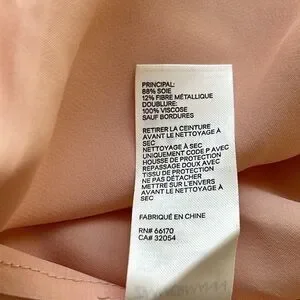 PRINCIPAL:
88% SOIE
12% FIBRE MÉTALLIQUE
DOUBLURE:
100% VISCOSE
SAUF BORDURES
RETIRER LA CEINTURE
AVANT LE NETTOYAGE À
SEC
NETTOYAGE À SEC
UNIQUEMENT CODE P AVEC
HOUSSE DE PROTECTION
REPASSAGE DOUX AVEC
TISSU DE PROTECTION
NE PAS DÉTACHER
METTRE SUR L'ENVERS
AVANT LE NETTOYAGE À
SEC
FABRIQUÉ EN CHINE
RN# 66170
CA# 32054